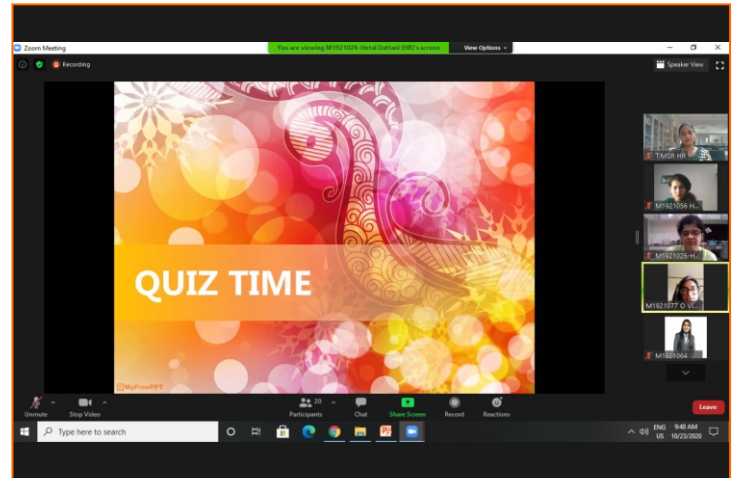 Zoom Meeting
You are viewing M1921026-Hetal Dattani (HR)'s screen
View Options
Recording
Speaker View
QUIZ TIME
MyFreePPT
TIMSR HR
M1921056 H...
M1921026-H...
M1921077 O Vi...
M1921064
Unmute
Stop Video
20
Participants
Chat
Share Screen
Record
Reactions
Leave
Type here to search
ENG
US
9:48 AM
10/23/2020